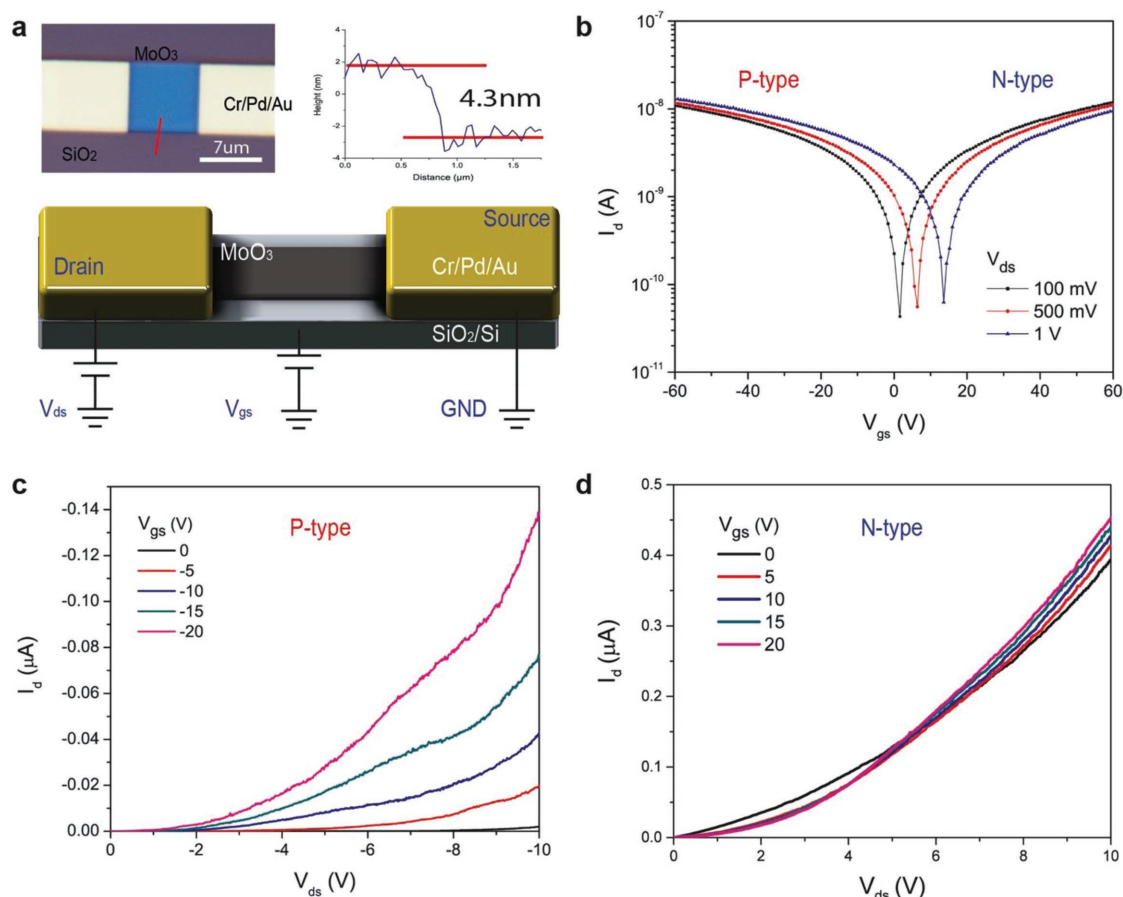 a
MoO3
Cr/Pd/Au
SiO2
7um
Height (nm)
4
2
0
-2
-4
4.3nm
0.0 0.5 1.0 1.5
Distance (μm)
Source
MoO3
Drain
Cr/Pd/Au
SiO2/Si
Vds
Vgs
GND
b
10-7
10-8
10-9
10-10
10-11
Id (A)
P-type
N-type
Vds
100 mV
500 mV
1 V
-60 -40 -20 0 20 40 60
Vgs (V)
c
-0.14
-0.12
-0.10
-0.08
-0.06
-0.04
-0.02
0.00
Id (μA)
Vgs (V)
0
-5
-10
-15
-20
P-type
0 -2 -4 -6 -8 -10
Vds (V)
d
0.5
0.4
0.3
0.2
0.1
0.0
Id (μA)
Vgs (V)
0
5
10
15
20
N-type
0 2 4 6 8 10
Vds (V)